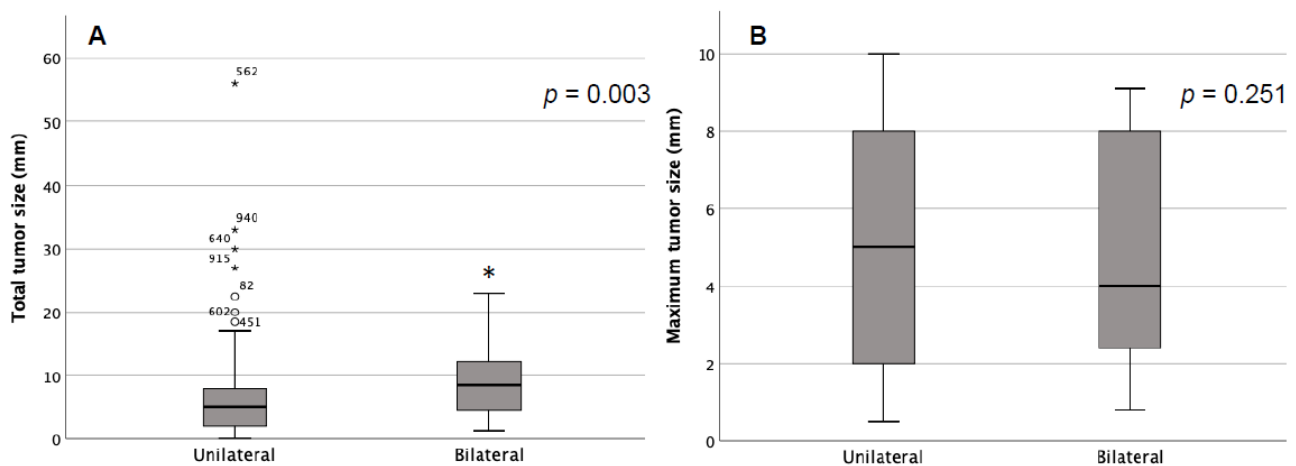 A
Total tumor size (mm)
60
50
40
30
20
10
0
562
940
640
915
82
602
451
*
p = 0.003
Unilateral
Bilateral
B
Maximum tumor size (mm)
10
8
6
4
2
0
p = 0.251
Unilateral
Bilateral